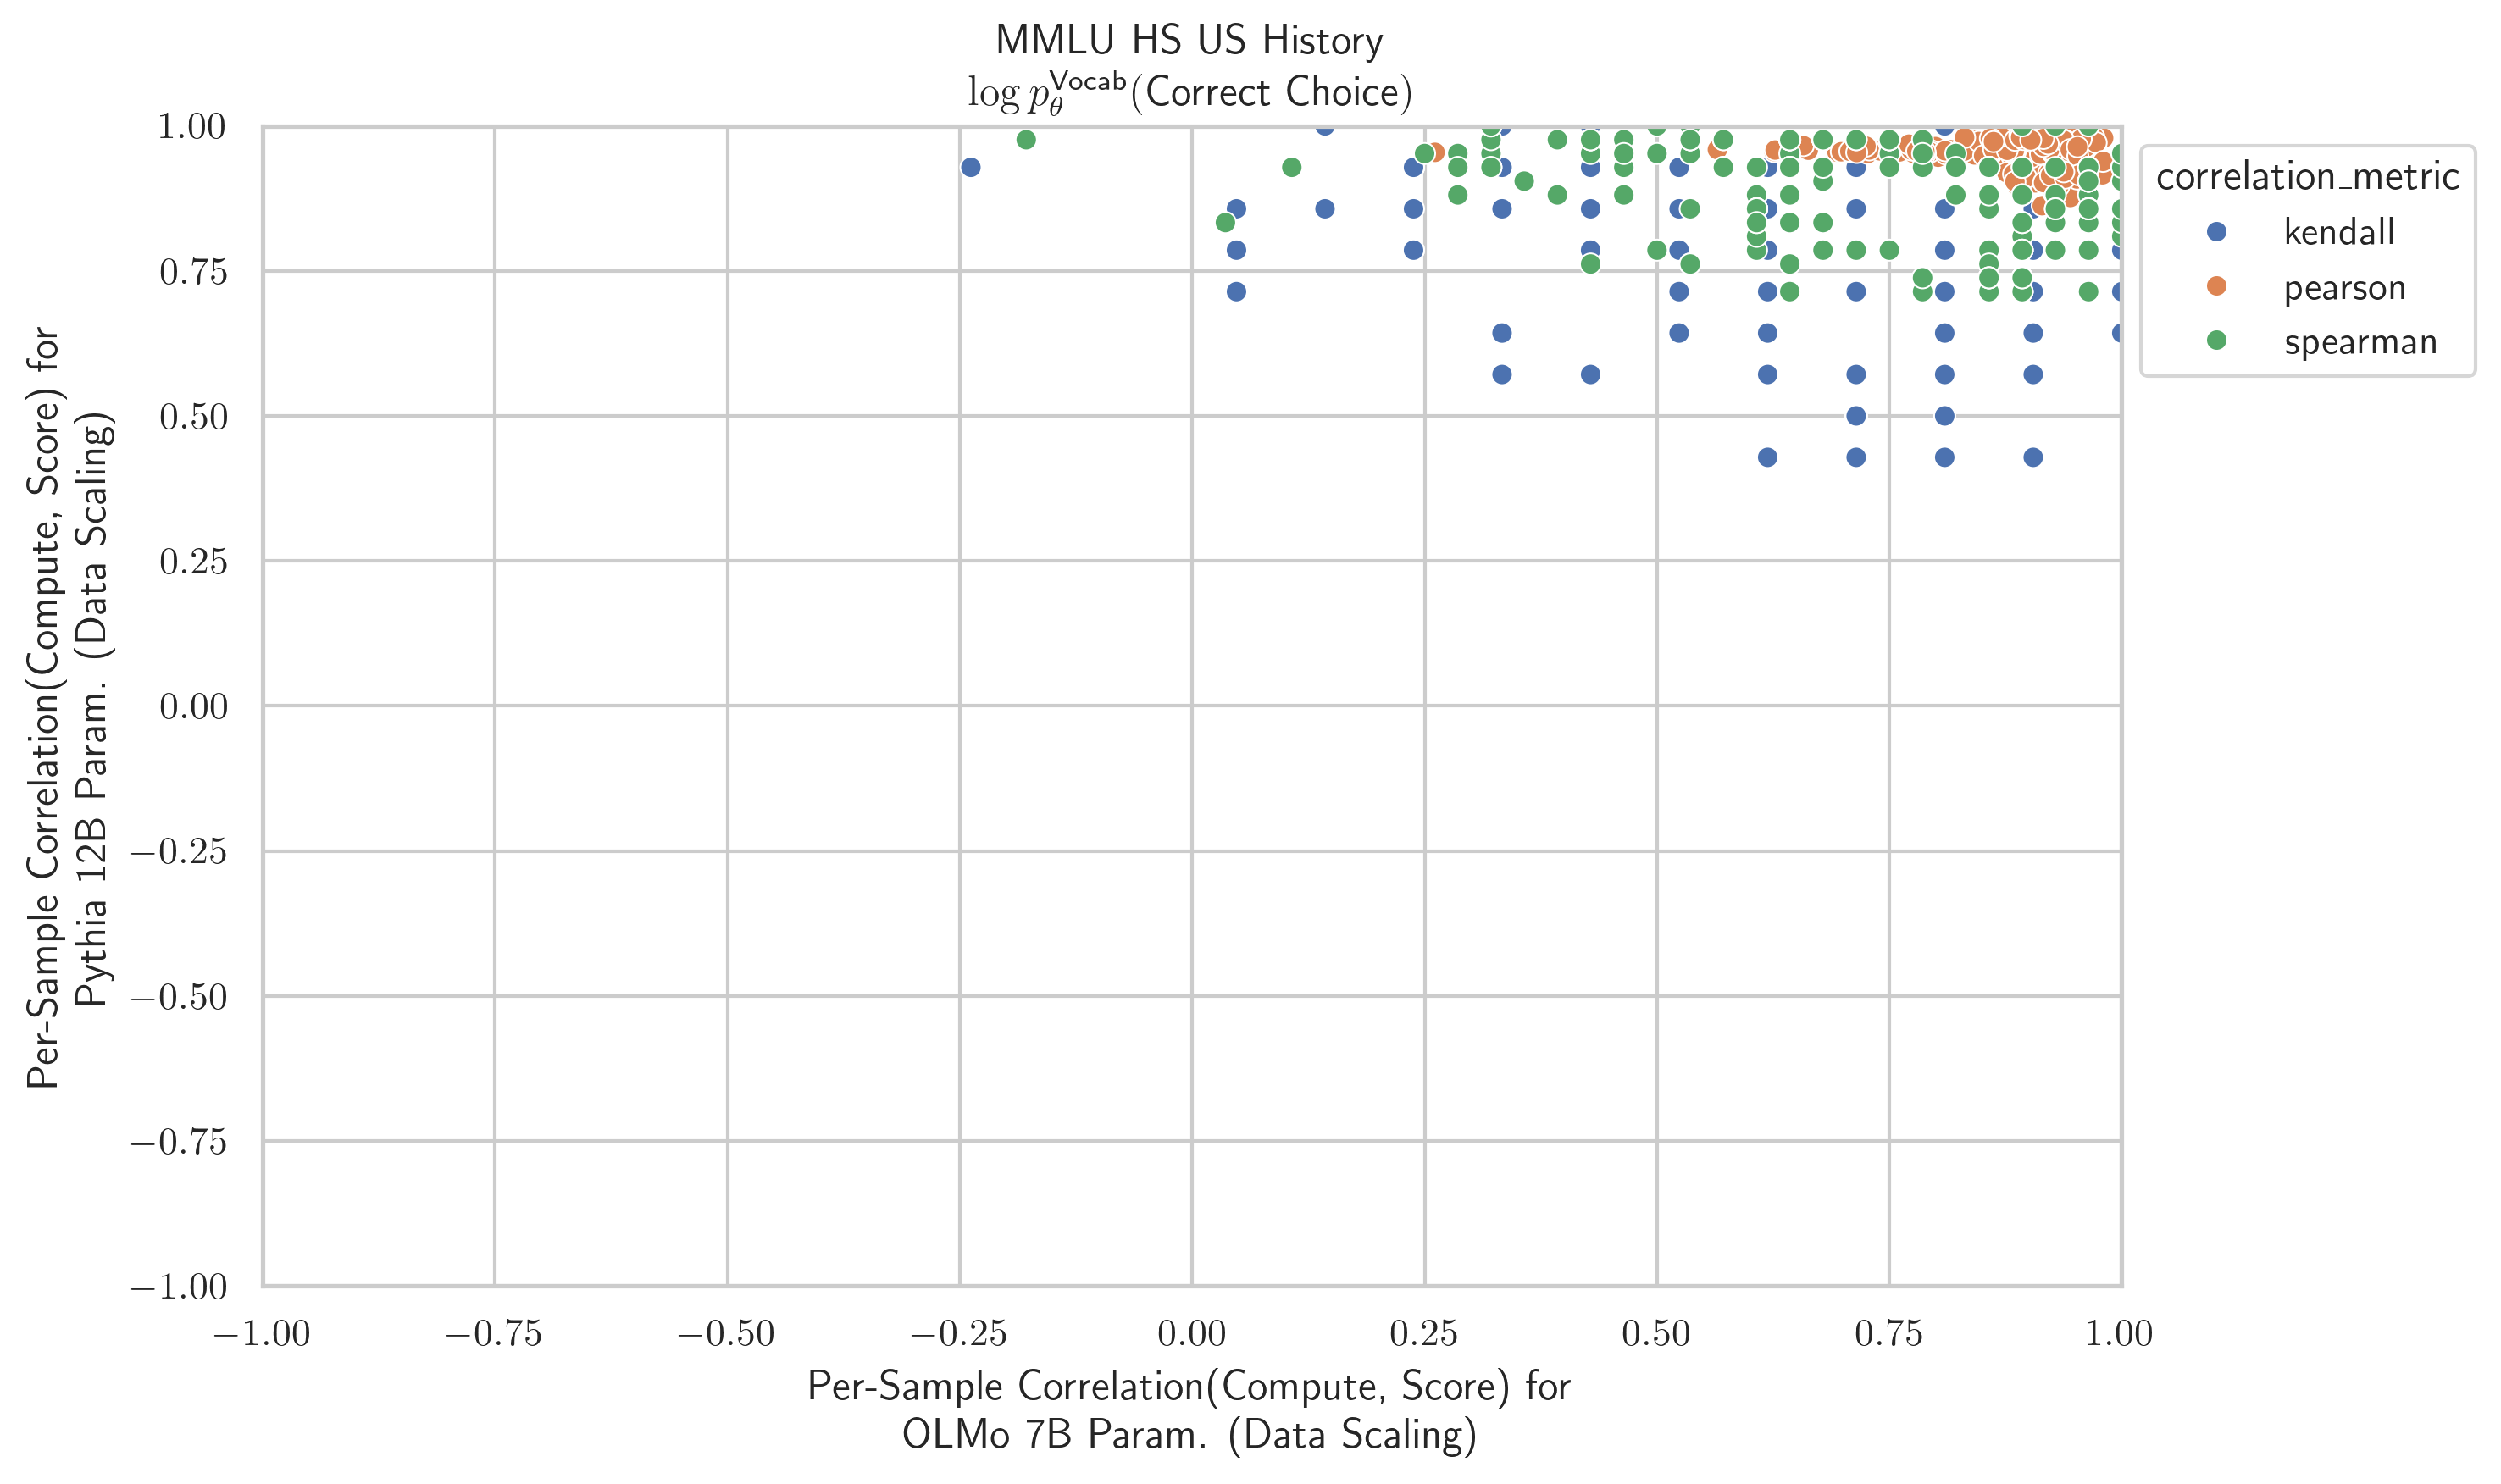 MMLU HS US History
log p_θ^Vocab(Correct Choice)
Per-Sample Correlation(Compute, Score) for
Pythia 12B Param. (Data Scaling)
1.00
0.75
0.50
0.25
0.00
−0.25
−0.50
−0.75
−1.00
−1.00
−0.75
−0.50
−0.25
0.00
0.25
0.50
0.75
1.00
Per-Sample Correlation(Compute, Score) for
OLMo 7B Param. (Data Scaling)
correlation_metric
kendall
pearson
spearman